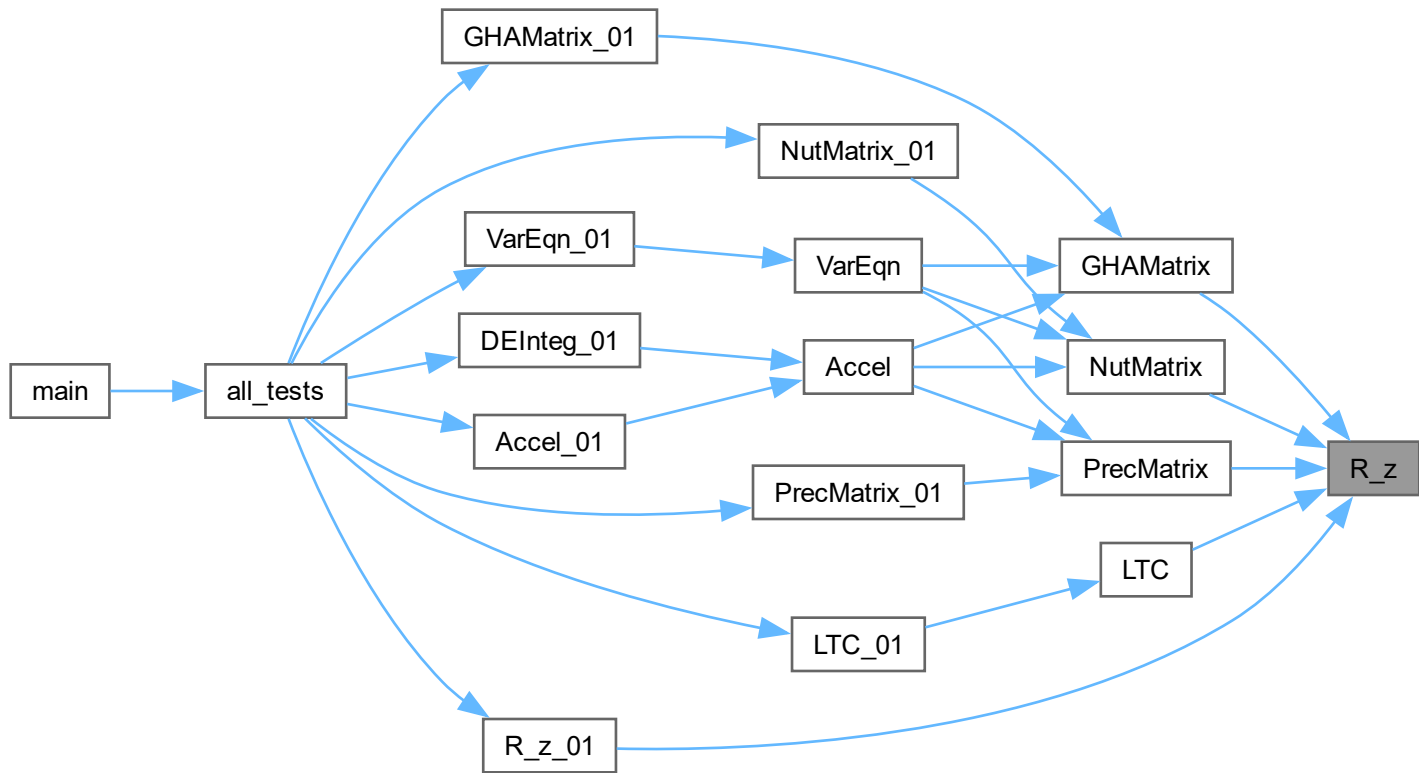 GHAMatrix_01
NutMatrix_01
VarEqn_01
VarEqn
GHAMatrix
DEInteg_01
Accel
NutMatrix
main
all_tests
Accel_01
PrecMatrix
R_z
PrecMatrix_01
LTC
LTC_01
R_z_01